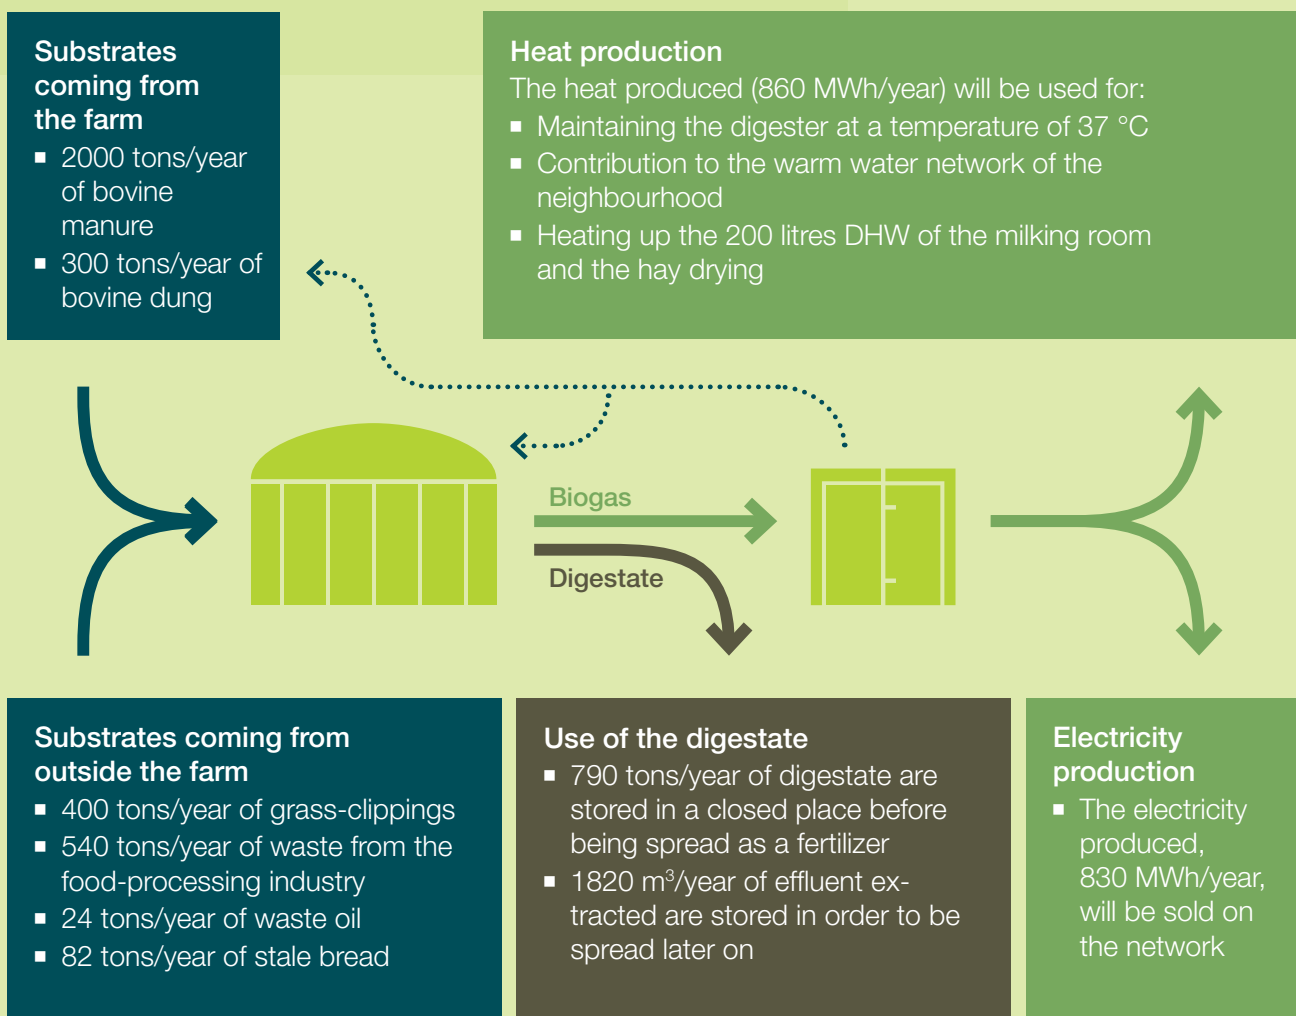 Substrates
coming from
the farm
▪ 2000 tons/year
of bovine
manure
▪ 300 tons/year of
bovine dung
Heat production
The heat produced (860 MWh/year) will be used for:
▪ Maintaining the digester at a temperature of 37 °C
▪ Contribution to the warm water network of the
neighbourhood
▪ Heating up the 200 litres DHW of the milking room
and the hay drying
Biogas
Digestate
Substrates coming from
outside the farm
▪ 400 tons/year of grass-clippings
▪ 540 tons/year of waste from the
food-processing industry
▪ 24 tons/year of waste oil
▪ 82 tons/year of stale bread
Use of the digestate
▪ 790 tons/year of digestate are
stored in a closed place before
being spread as a fertilizer
▪ 1820 m³/year of effluent ex-
tracted are stored in order to be
spread later on
Electricity
production
▪ The electricity
produced,
830 MWh/year,
will be sold on
the network